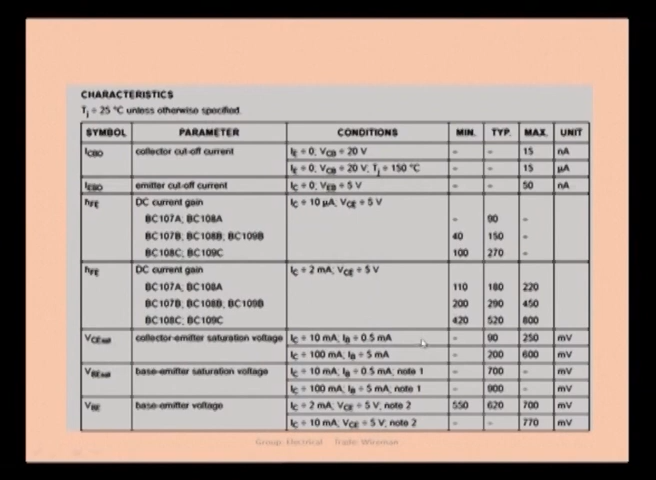 CHARACTERISTICS
Tj = 25 °C unless otherwise specified.
SYMBOL PARAMETER CONDITIONS MIN. TYP. MAX. UNIT
ICBO collector cut-off current IE = 0; VCB = 20 V - - 15 nA
IE = 0; VCB = 20 V; Tj = 150 °C - - 15 μA
IEBO emitter cut-off current IC = 0; VEB = 5 V - - 50 nA
hFE DC current gain IC = 10 μA; VCE = 5 V
BC107A; BC108A - 90 -
BC107B; BC108B; BC109B 40 150 -
BC108C; BC109C 100 270 -
hFE DC current gain IC = 2 mA; VCE = 5 V
BC107A; BC108A 110 180 220
BC107B; BC108B; BC109B 200 290 450
BC108C; BC109C 420 520 800
VCEsat collector-emitter saturation voltage IC = 10 mA; IB = 0.5 mA - 90 250 mV
IC = 100 mA; IB = 5 mA - 200 600 mV
VBEsat base-emitter saturation voltage IC = 10 mA; IB = 0.5 mA; note 1 - 700 - mV
IC = 100 mA; IB = 5 mA; note 1 - 900 - mV
VBE base-emitter voltage IC = 2 mA; VCE = 5 V; note 2 550 620 700 mV
IC = 10 mA; VCE = 5 V; note 2 - - 770 mV
Group: Electrical Trade: Wireman